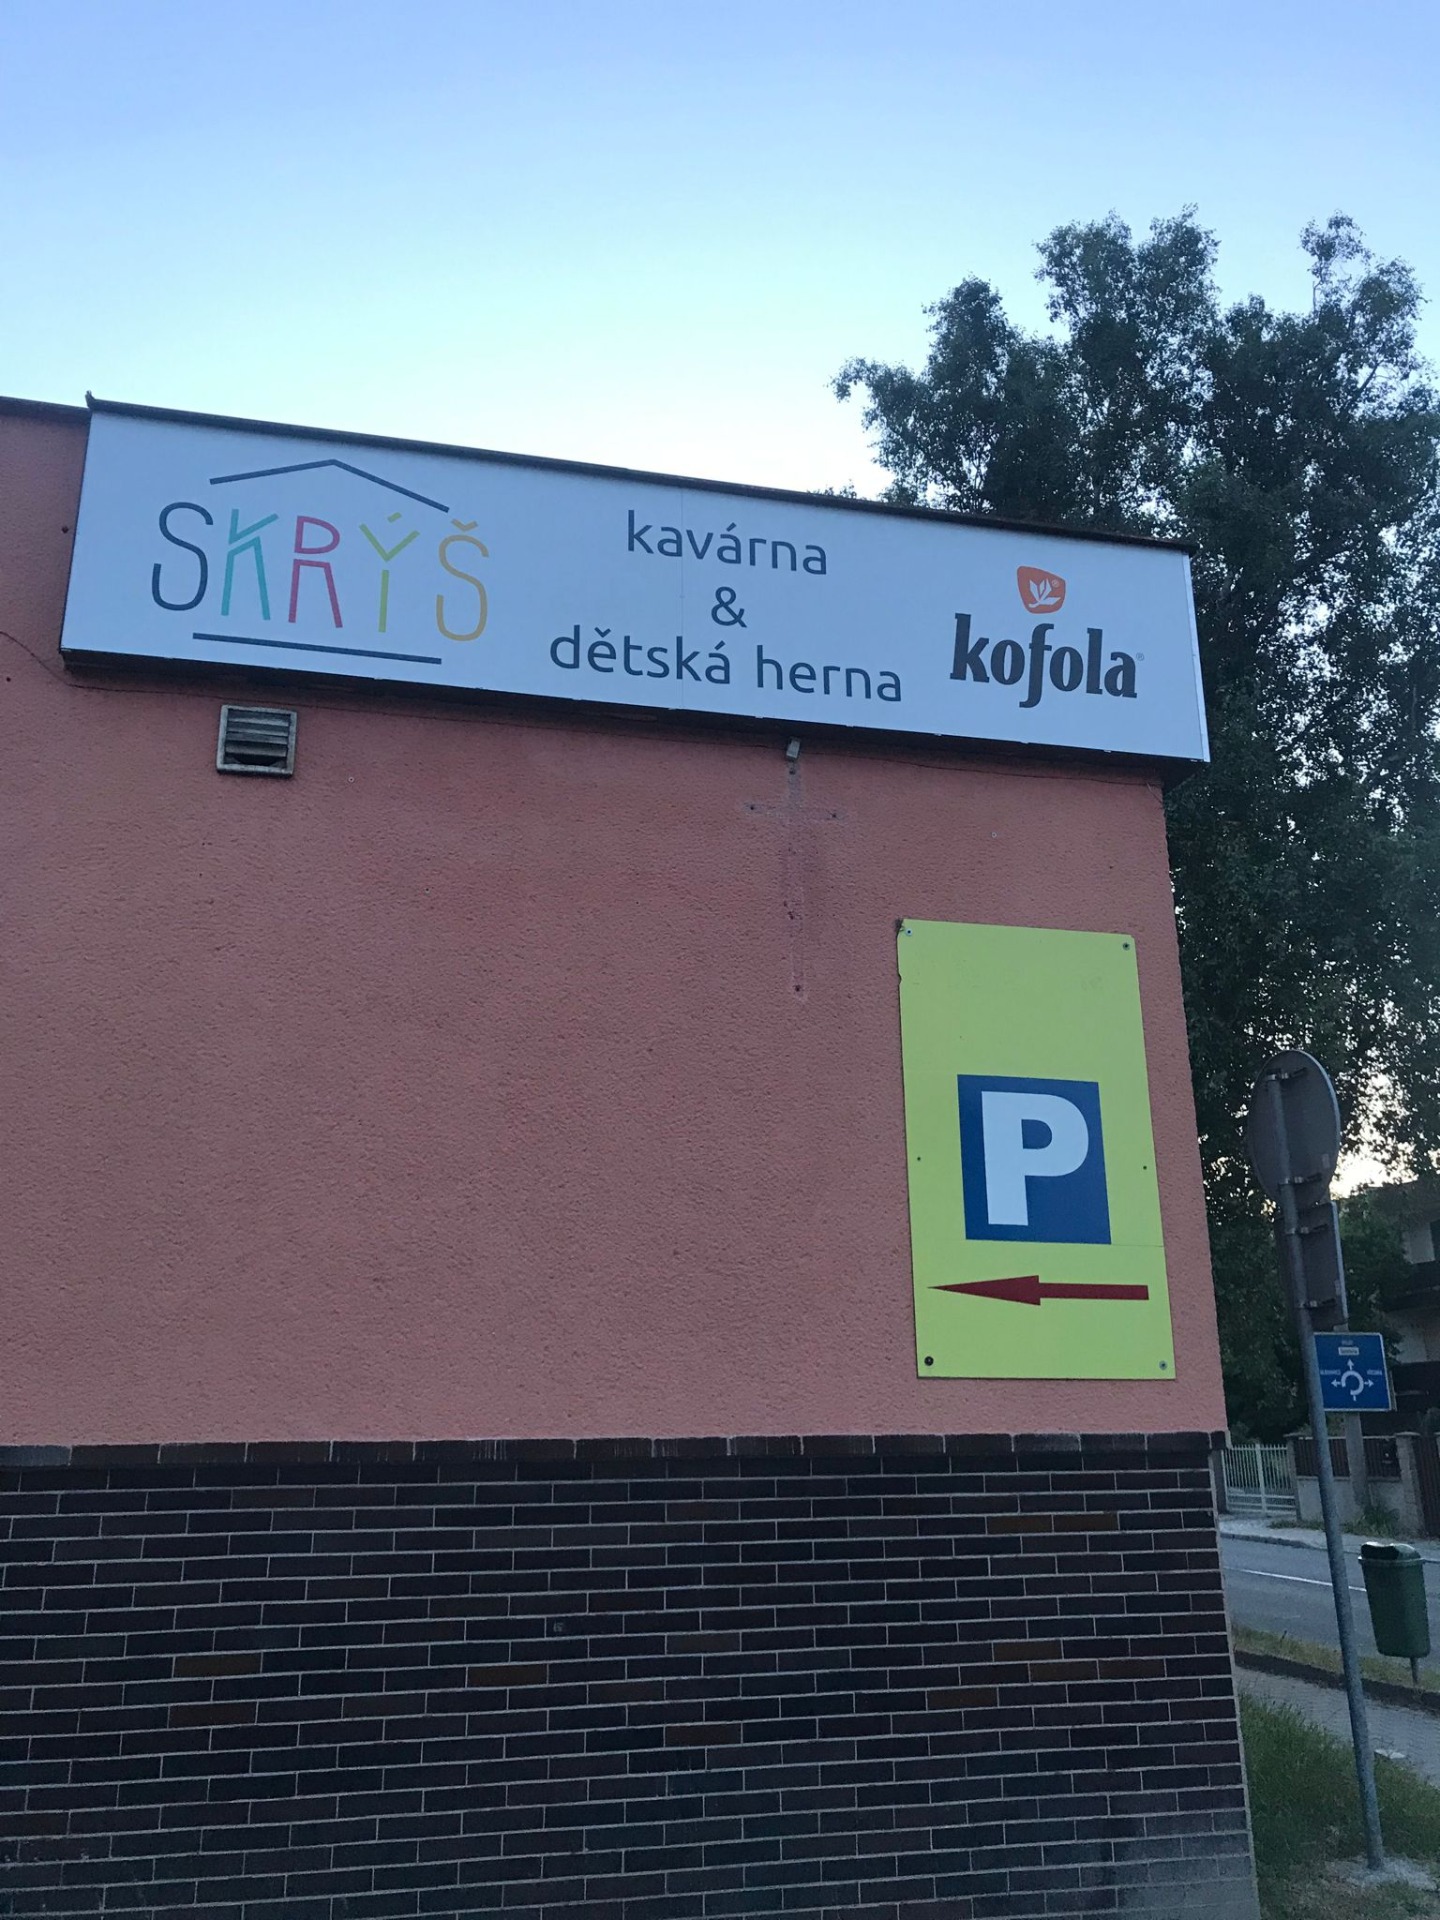 SKRÝŠ
kavárna
&
dětská herna
kofola
P